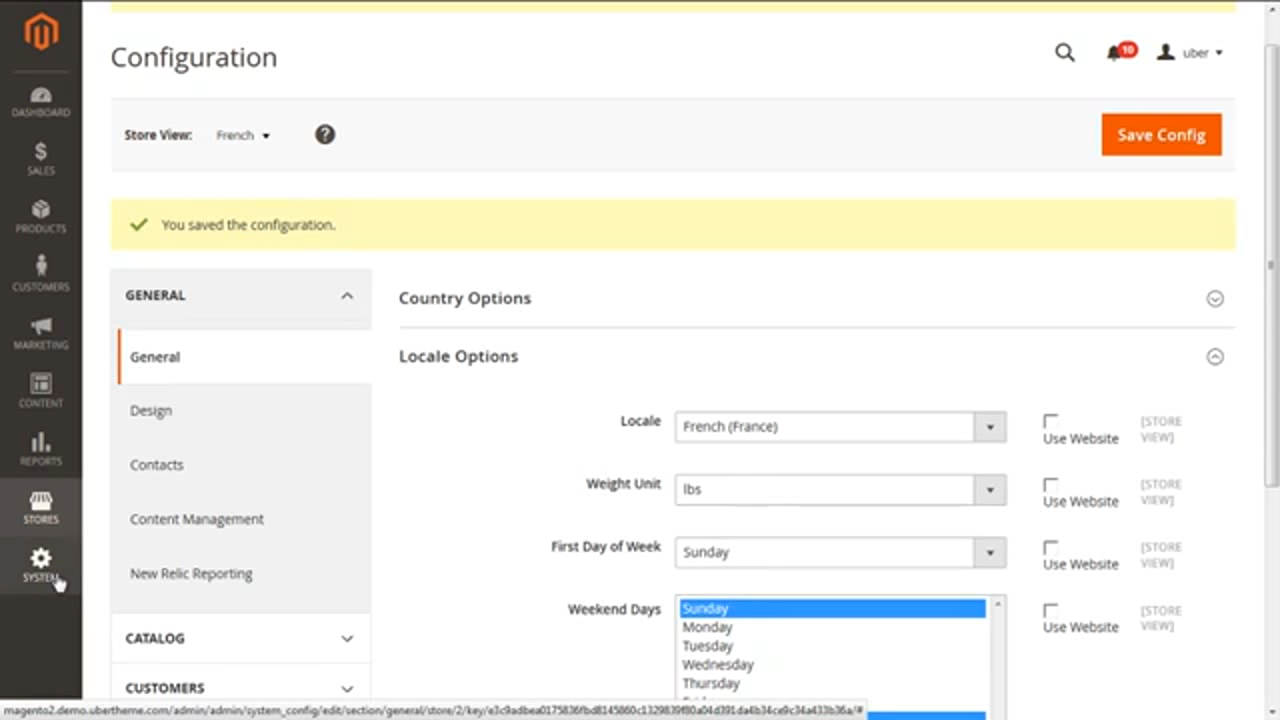 Configuration
10
uber
DASHBOARD
SALES
PRODUCTS
CUSTOMERS
MARKETING
CONTENT
REPORTS
STORES
SYSTEM
Store View: French ?
Save Config
You saved the configuration.
GENERAL
General
Design
Contacts
Content Management
New Relic Reporting
CATALOG
CUSTOMERS
Country Options
Locale Options
Locale
French (France)
Use Website
[STORE
VIEW]
Weight Unit
lbs
Use Website
[STORE
VIEW]
First Day of Week
Sunday
Use Website
[STORE
VIEW]
Weekend Days
Sunday
Monday
Tuesday
Wednesday
Thursday
Use Website
[STORE
VIEW]